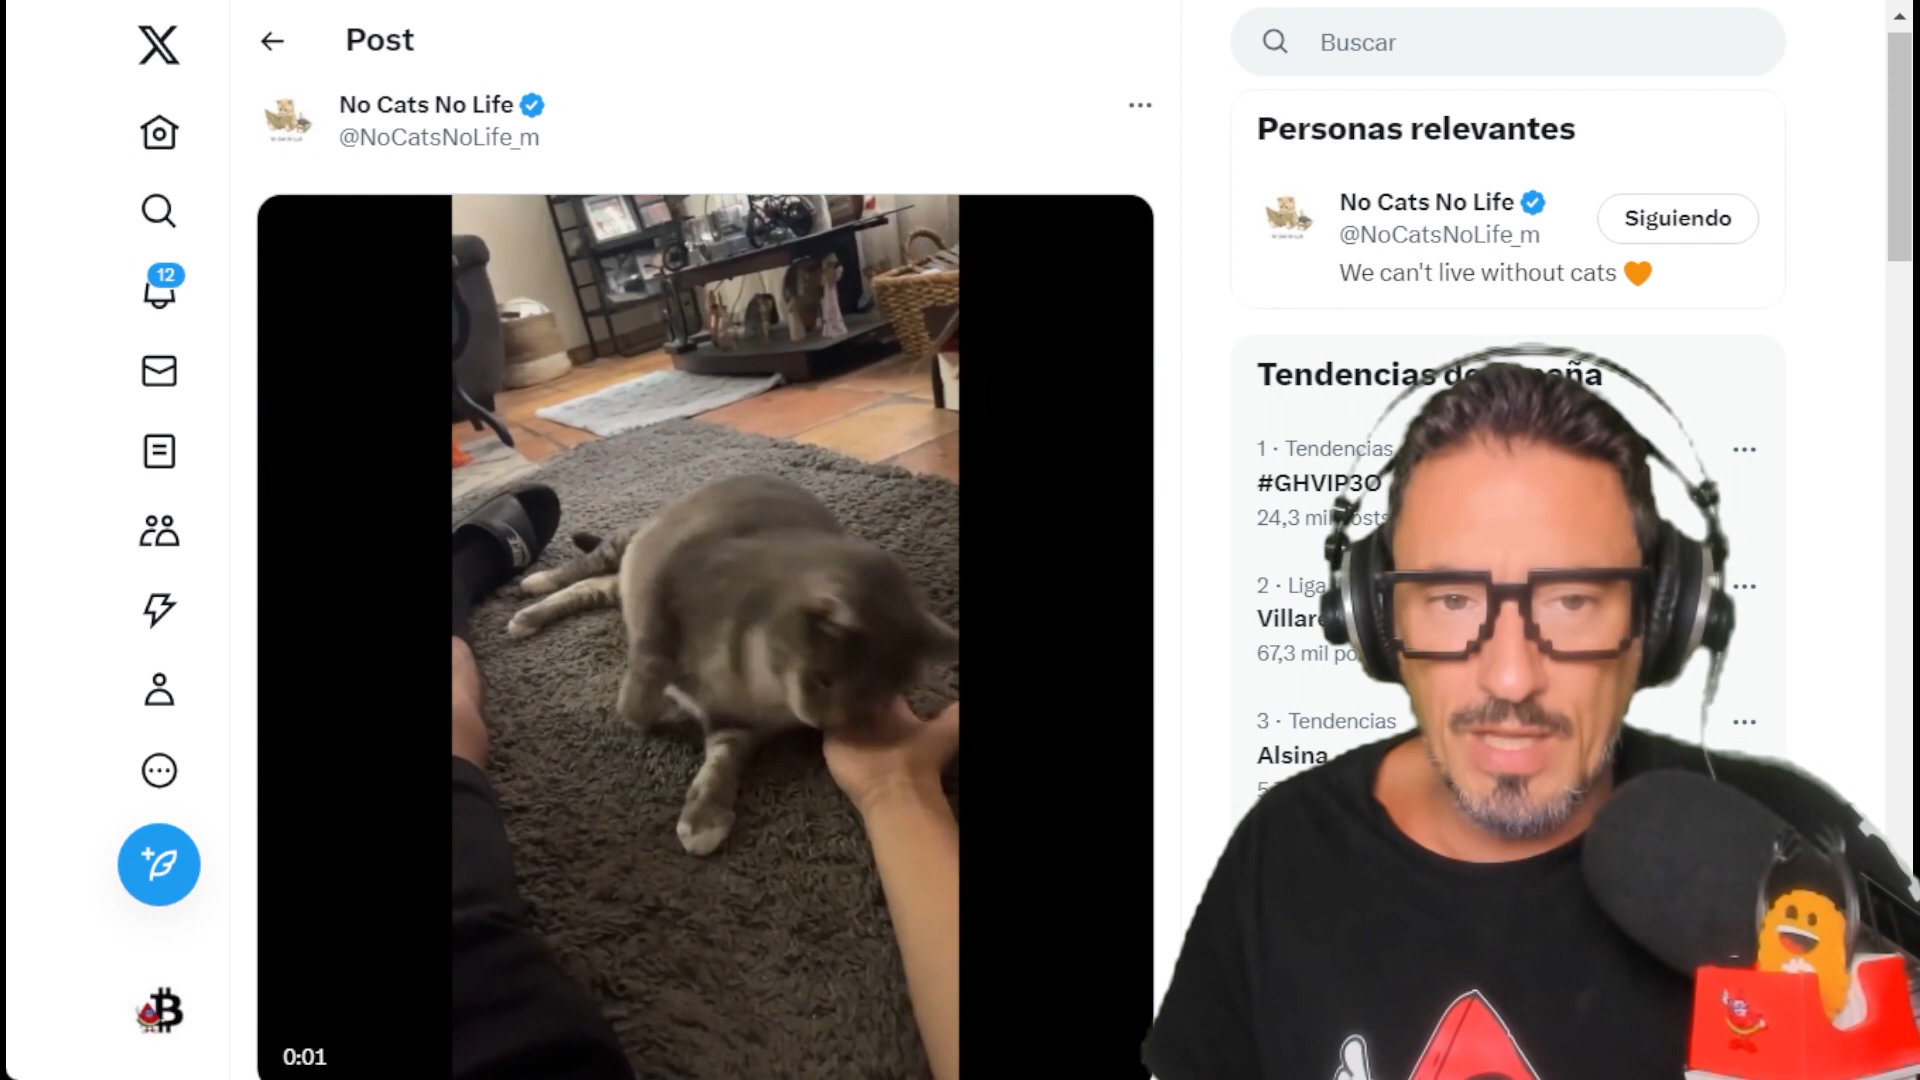 Post
Buscar
No Cats No Life
@NoCatsNoLife_m
Personas relevantes
No Cats No Life
@NoCatsNoLife_m
Siguiendo
We can't live without cats
12
Tendencias
1 · Tendencias
#GHVIP3O
24,3 mil posts
2 · Liga
67,3 mil
3 · Tendencias
Alsina
0:01